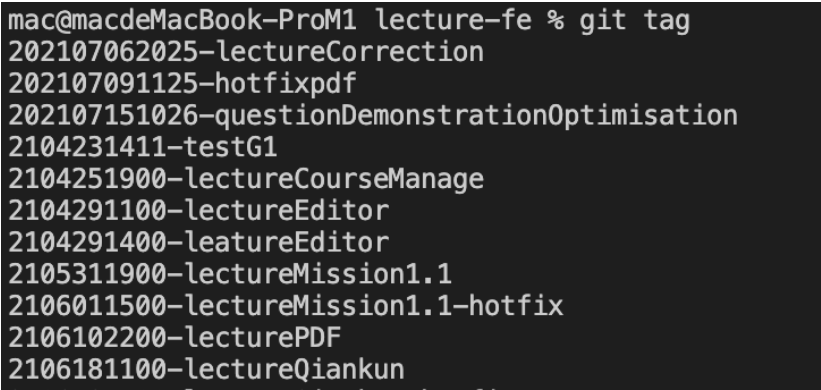 mac@macdeMacBook-ProM1 lecture-fe % git tag
202107062025-lectureCorrection
202107091125-hotfixpdf
202107151026-questionDemonstrationOptimisation
2104231411-testG1
2104251900-lectureCourseManage
2104291100-lectureEditor
2104291400-leatureEditor
2105311900-lectureMission1.1
2106011500-lectureMission1.1-hotfix
2106102200-lecturePDF
2106181100-lectureQiankun